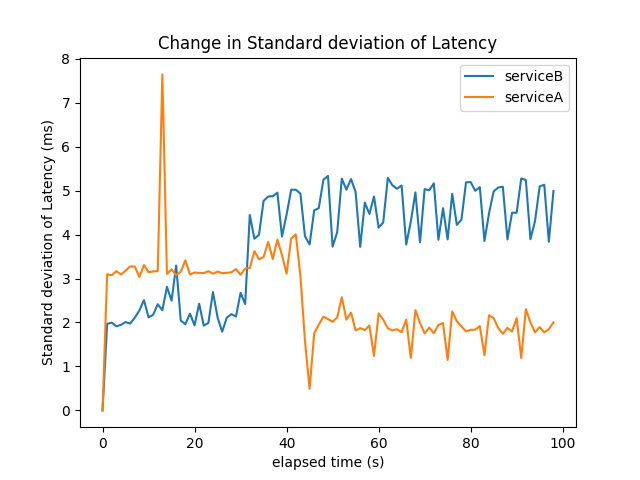 Change in Standard deviation of Latency
serviceB
serviceA
Standard deviation of Latency (ms)
8
7
6
5
4
3
2
1
0
0 20 40 60 80 100
elapsed time (s)